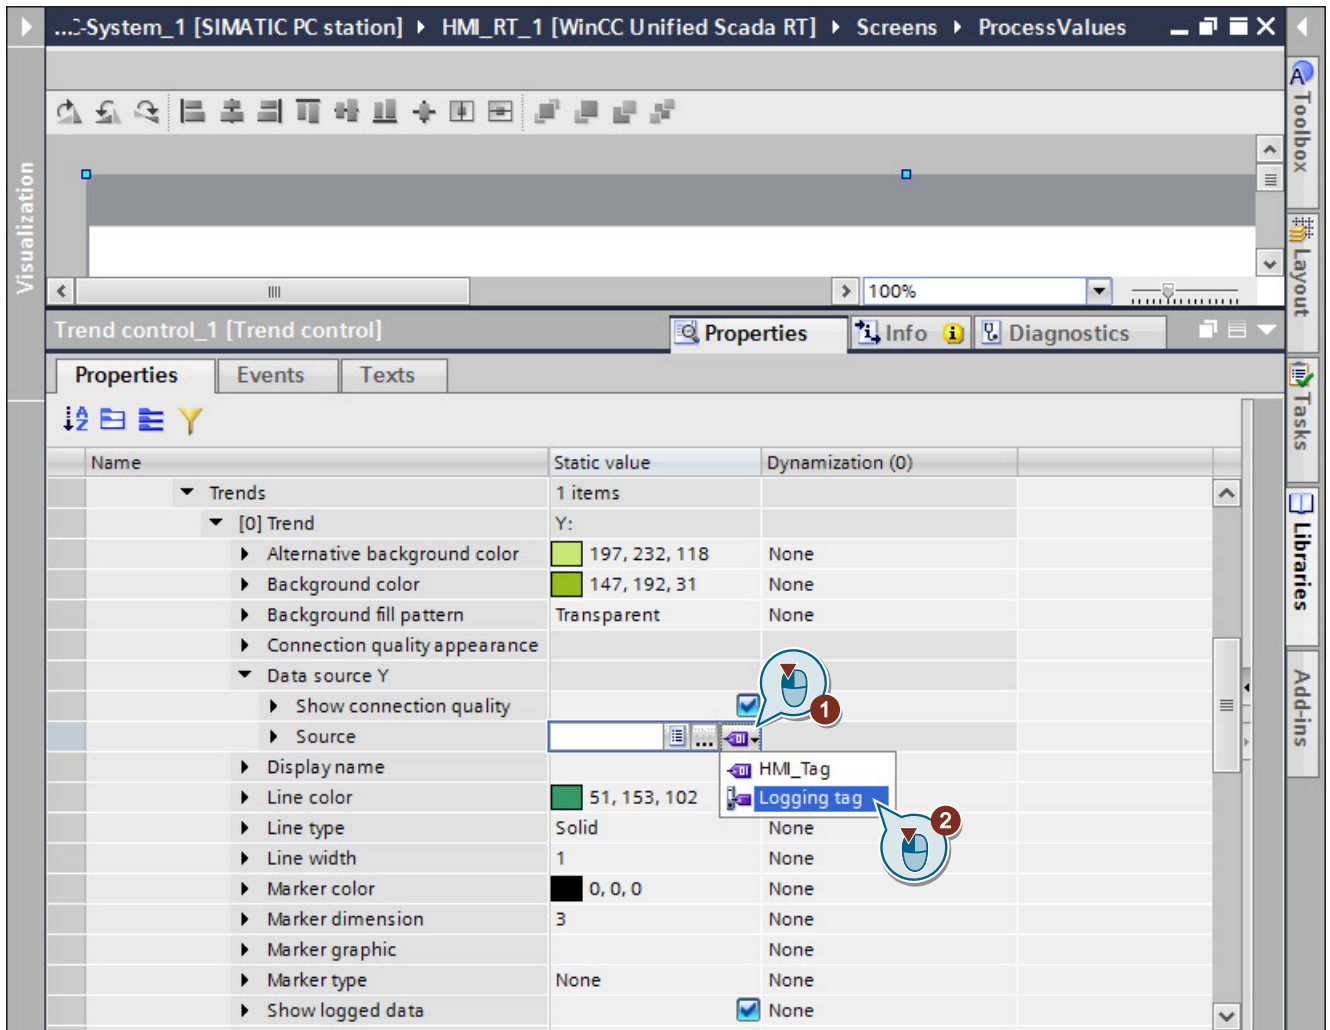 ...C-System_1 [SIMATIC PC station] HMI_RT_1 [WinCC Unified Scada RT] Screens ProcessValues
Visualization
100%
Trend control_1 [Trend control] Properties Info Diagnostics
Properties Events Texts
Name Static value Dynamization (0)
Trends 1 items
[0] Trend Y:
Alternative background color 197, 232, 118 None
Background color 147, 192, 31 None
Background fill pattern Transparent None
Connection quality appearance
Data source Y
Show connection quality
1
Source ...
HMI_Tag
Display name
Logging tag
Line color 51, 153, 102
2
Line type Solid None
Line width 1 None
Marker color 0, 0, 0 None
Marker dimension 3 None
Marker graphic None
Marker type None None
Show logged data None
Toolbox
Layout
Tasks
Libraries
Add-ins